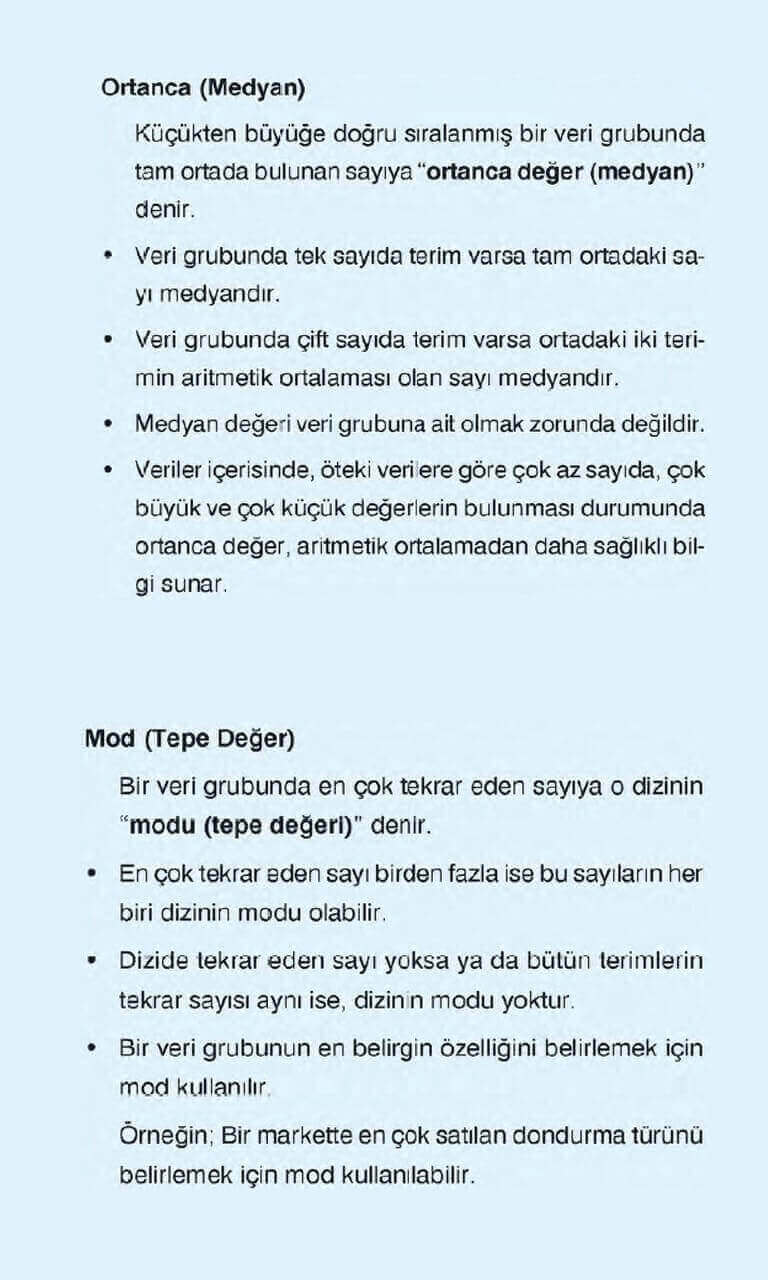 Ortanca (Medyan)
Küçükten büyüğe doğru sıralanmış bir veri grubunda
tam ortada bulunan sayıya “ortanca değer (medyan)”
denir.
• Veri grubunda tek sayıda terim varsa tam ortadaki sa-
yı medyandır.
• Veri grubunda çift sayıda terim varsa ortadaki iki teri-
min aritmetik ortalaması olan sayı medyandır.
• Medyan değeri veri grubuna ait olmak zorunda değildir.
• Veriler içerisinde, öteki verilere göre çok az sayıda, çok
büyük ve çok küçük değerlerin bulunması durumunda
ortanca değer, aritmetik ortalamadan daha sağlıklı bil-
gi sunar.
Mod (Tepe Değer)
Bir veri grubunda en çok tekrar eden sayıya o dizinin
“modu (tepe değeri)” denir.
• En çok tekrar eden sayı birden fazla ise bu sayıların her
biri dizinin modu olabilir.
• Dizide tekrar eden sayı yoksa ya da bütün terimlerin
tekrar sayısı aynı ise, dizinin modu yoktur.
• Bir veri grubunun en belirgin özelliğini belirlemek için
mod kullanılır.
Örneğin; Bir markette en çok satılan dondurma türünü
belirlemek için mod kullanılabilir.